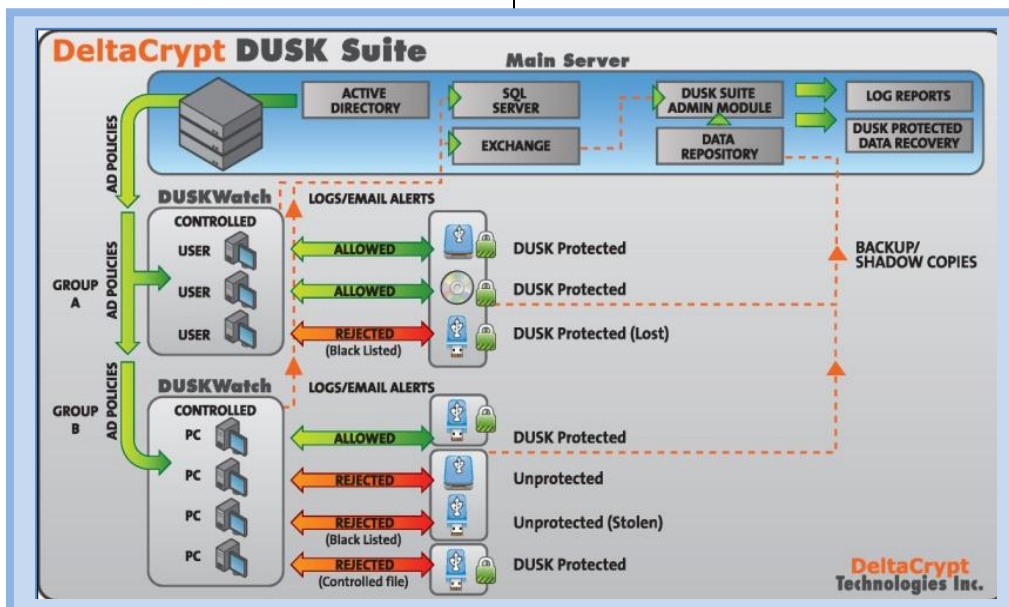 DeltaCrypt DUSK Suite
Main Server
ACTIVE
DIRECTORY
SQL
SERVER
EXCHANGE
DUSK SUITE
ADMIN MODULE
DATA
REPOSITORY
LOG REPORTS
DUSK PROTECTED
DATA RECOVERY
AD POLICIES
DUSKWatch
LOGS/EMAIL ALERTS
GROUP
A
AD POLICIES
CONTROLLED
USER
ALLOWED
DUSK Protected
USER
ALLOWED
DUSK Protected
USER
REJECTED
(Black Listed)
DUSK Protected (Lost)
BACKUP/
SHADOW COPIES
DUSKWatch
LOGS/EMAIL ALERTS
GROUP
B
AD POLICIES
CONTROLLED
PC
ALLOWED
DUSK Protected
PC
REJECTED
Unprotected
PC
REJECTED
(Black Listed)
Unprotected (Stolen)
PC
REJECTED
(Controlled file)
DUSK Protected
DeltaCrypt
Technologies Inc.